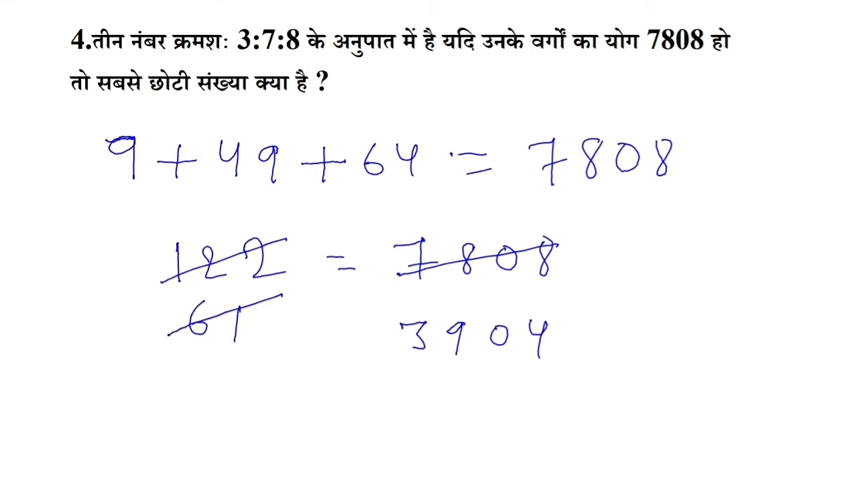 4.तीन नंबर क्रमश: 3:7:8 के अनुपात में है यदि उनके वर्गों का योग 7808 हो
तो सबसे छोटी संख्या क्या है ?
9 + 49 + 64 = 7808
122 = 7808
61 3904